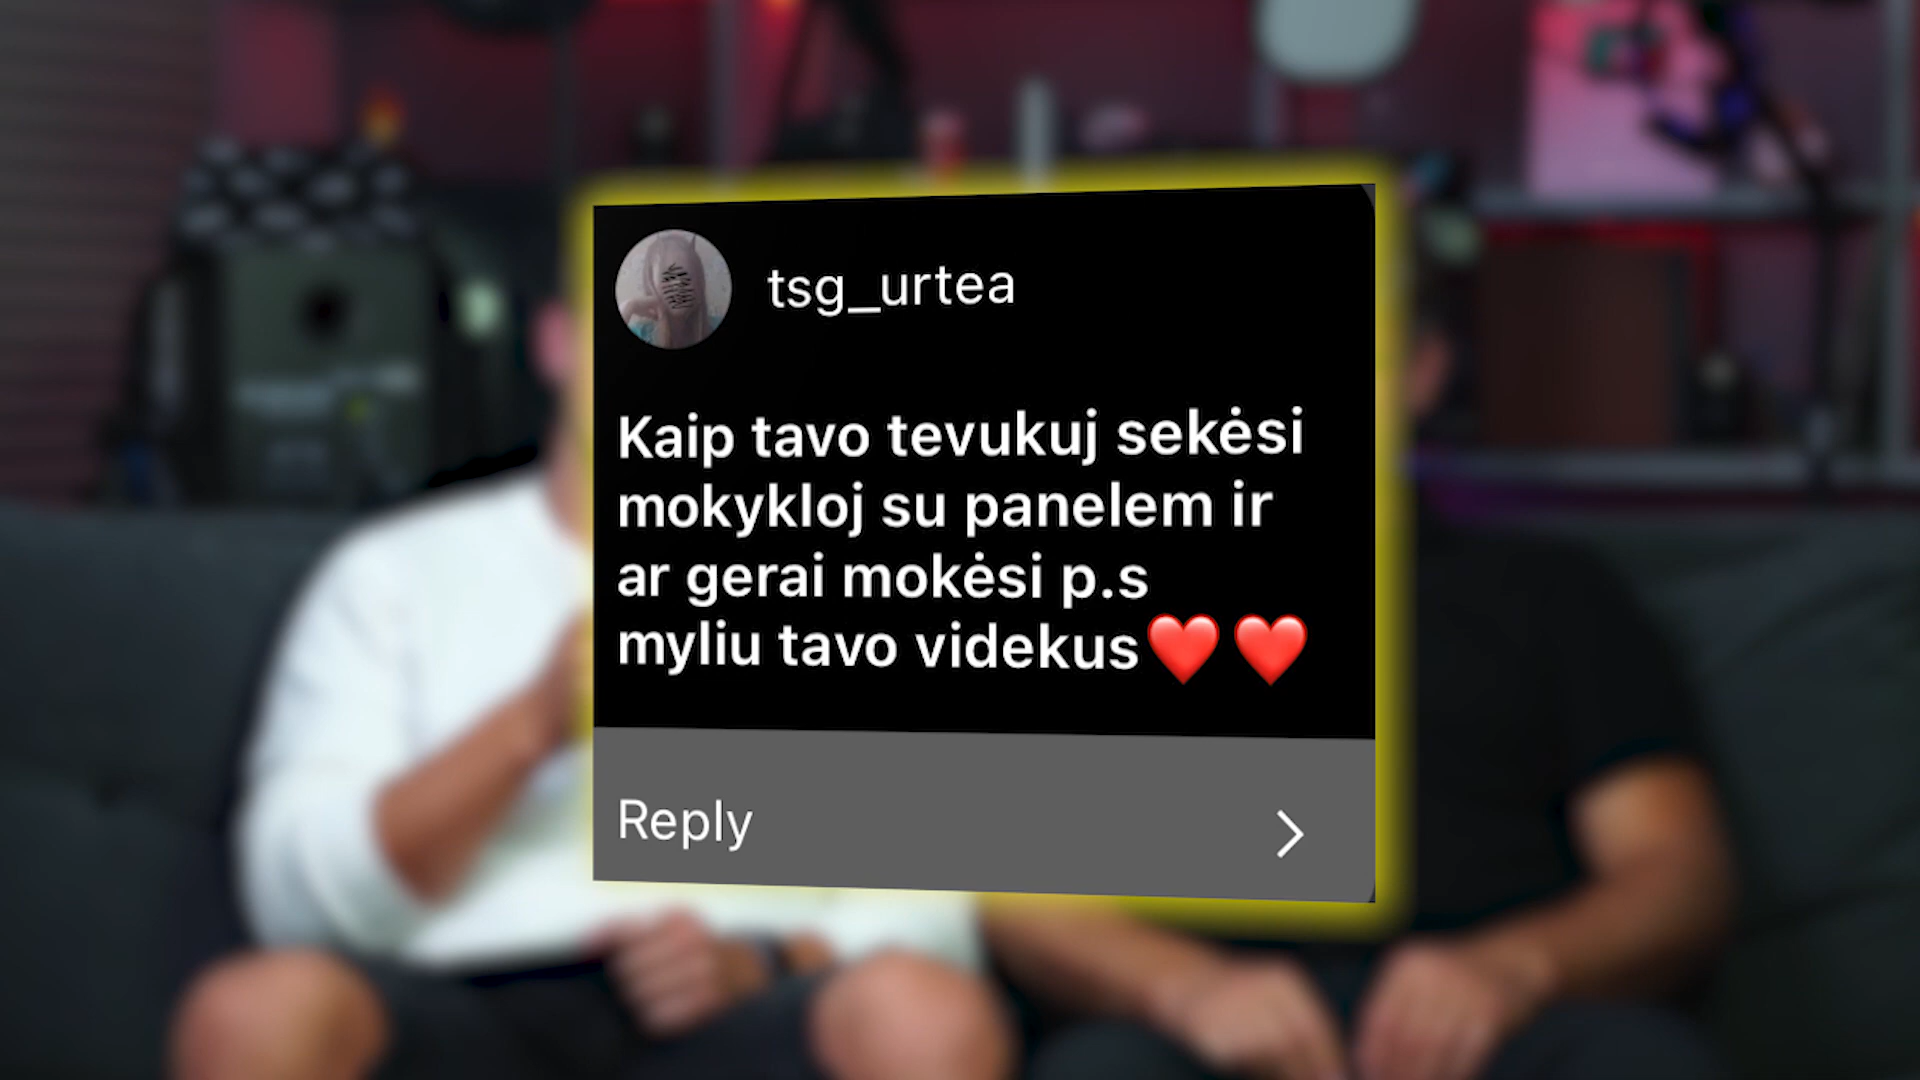 tsg_urtea
Kaip tavo tevukuj sekėsi
mokykloj su panelem ir
ar gerai mokėsi p.s
myliu tavo videkus❤️❤️
Reply